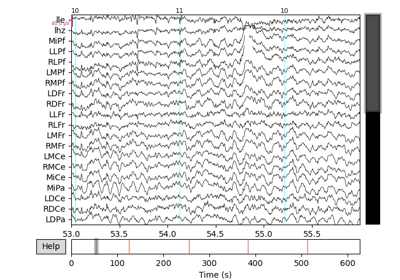 10 11 10
lle
lhz
MiPf
LLPf
RLPf
LMPf
RMPf
LDFr
RDFr
LLFr
RLFr
LMFr
RMFr
LMCe
RMCe
MiCe
MiPa
LDCe
RDCe
LDPa
53.0 53.5 54.0 54.5 55.0 55.5
Help
0 100 200 300 400 500 600
Time (s)